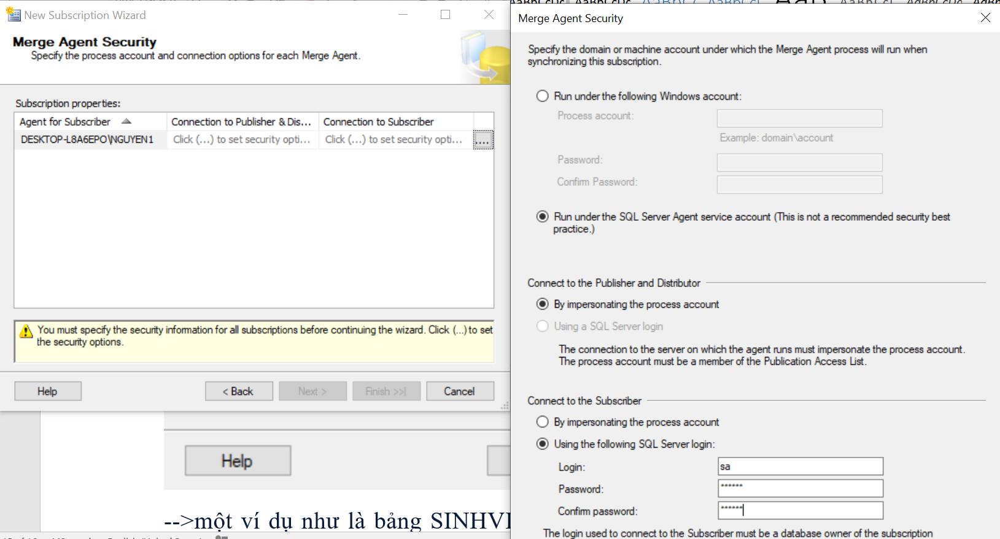 New Subscription Wizard
Merge Agent Security
Specify the process account and connection options for each Merge Agent.
Subscription properties:
Agent for Subscriber
Connection to Publisher & Dis...
Connection to Subscriber
DESKTOP-L8A6EPO\NGUYEN1
Click (...) to set security opti...
Click (...) to set security opti...
....
You must specify the security information for all subscriptions before continuing the wizard. Click (...) to set
the security options.
Help
< Back
Next >
Finish >>|
Cancel
Help
-->một ví dụ như là bảng SINHVI
Merge Agent Security
Specify the domain or machine account under which the Merge Agent process will run when
synchronizing this subscription.
Run under the following Windows account:
Process account:
Example: domain\account
Password:
Confirm Password:
Run under the SQL Server Agent service account (This is not a recommended security best
practice.)
Connect to the Publisher and Distributor
By impersonating the process account
Using a SQL Server login
The connection to the server on which the agent runs must impersonate the process account.
The process account must be a member of the Publication Access List.
Connect to the Subscriber
By impersonating the process account
Using the following SQL Server login:
Login:
sa
Password:
******
Confirm password:
******
The login used to connect to the Subscriber must be a database owner of the subscription